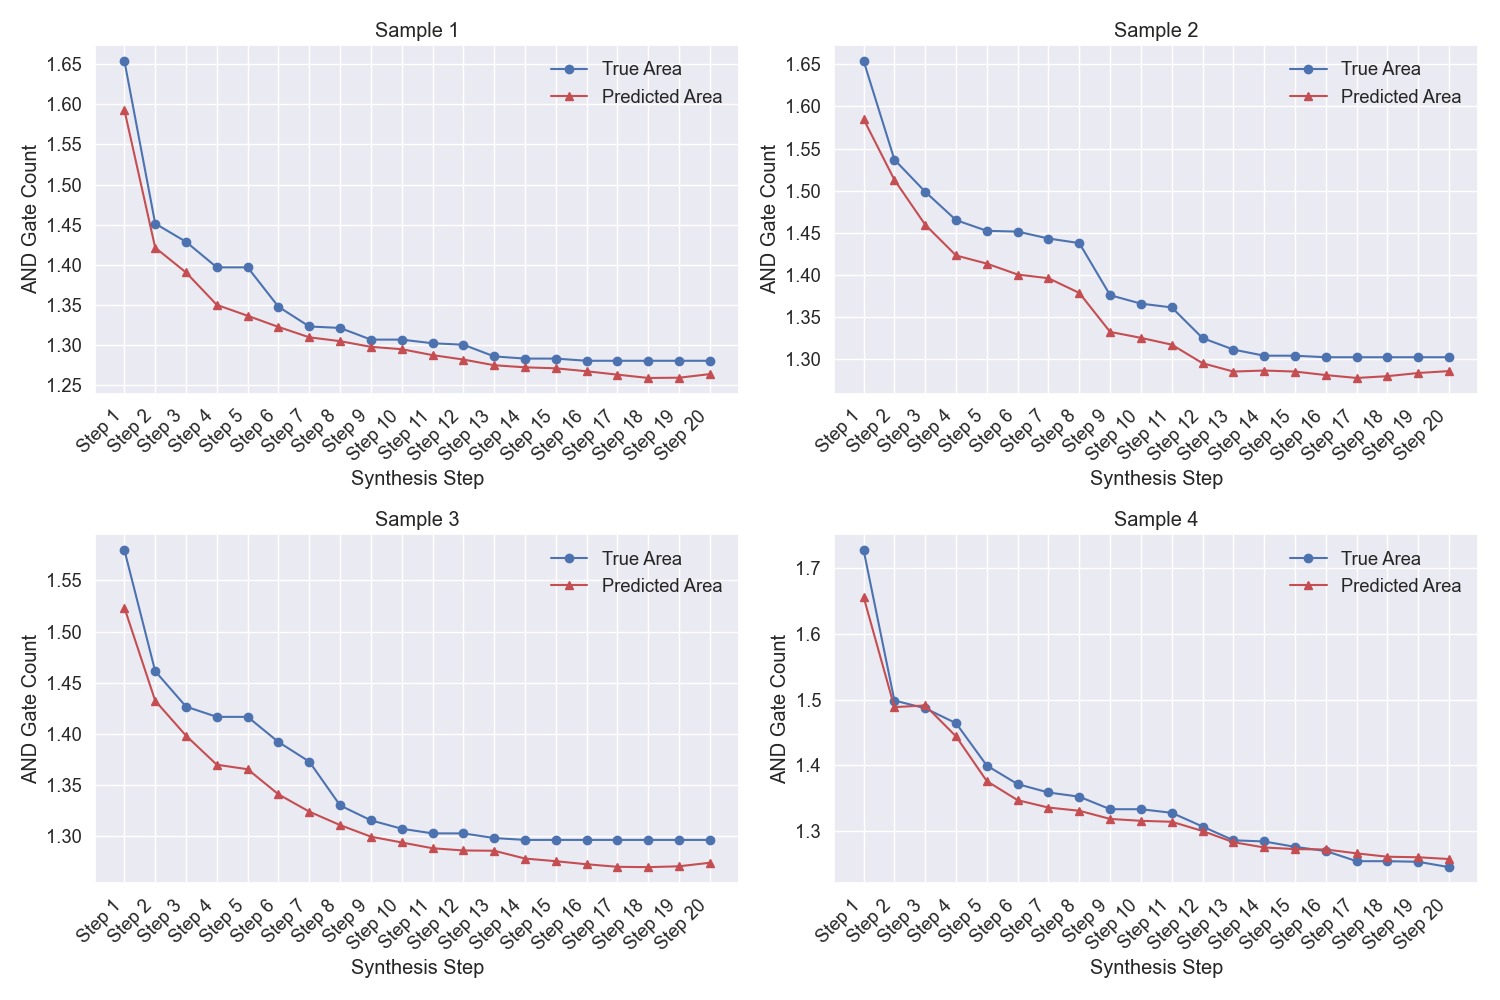 Sample 1
AND Gate Count
1.65
1.60
1.55
1.50
1.45
1.40
1.35
1.30
1.25
True Area
Predicted Area
Step 1
Step 2
Step 3
Step 4
Step 5
Step 6
Step 7
Step 8
Step 9
Step 10
Step 11
Step 12
Step 13
Step 14
Step 15
Step 16
Step 17
Step 18
Step 19
Step 20
Synthesis Step
Sample 2
AND Gate Count
1.65
1.60
1.55
1.50
1.45
1.40
1.35
1.30
True Area
Predicted Area
Step 1
Step 2
Step 3
Step 4
Step 5
Step 6
Step 7
Step 8
Step 9
Step 10
Step 11
Step 12
Step 13
Step 14
Step 15
Step 16
Step 17
Step 18
Step 19
Step 20
Synthesis Step
Sample 3
AND Gate Count
1.55
1.50
1.45
1.40
1.35
1.30
True Area
Predicted Area
Step 1
Step 2
Step 3
Step 4
Step 5
Step 6
Step 7
Step 8
Step 9
Step 10
Step 11
Step 12
Step 13
Step 14
Step 15
Step 16
Step 17
Step 18
Step 19
Step 20
Synthesis Step
Sample 4
AND Gate Count
1.7
1.6
1.5
1.4
1.3
True Area
Predicted Area
Step 1
Step 2
Step 3
Step 4
Step 5
Step 6
Step 7
Step 8
Step 9
Step 10
Step 11
Step 12
Step 13
Step 14
Step 15
Step 16
Step 17
Step 18
Step 19
Step 20
Synthesis Step